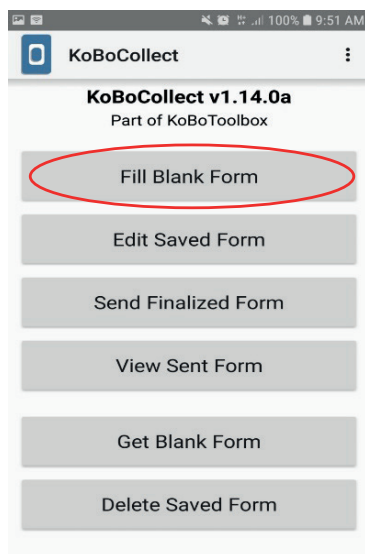 100% 9:51 AM
KoBoCollect
KoBoCollect v1.14.0a
Part of KoBoToolbox
Fill Blank Form
Edit Saved Form
Send Finalized Form
View Sent Form
Get Blank Form
Delete Saved Form